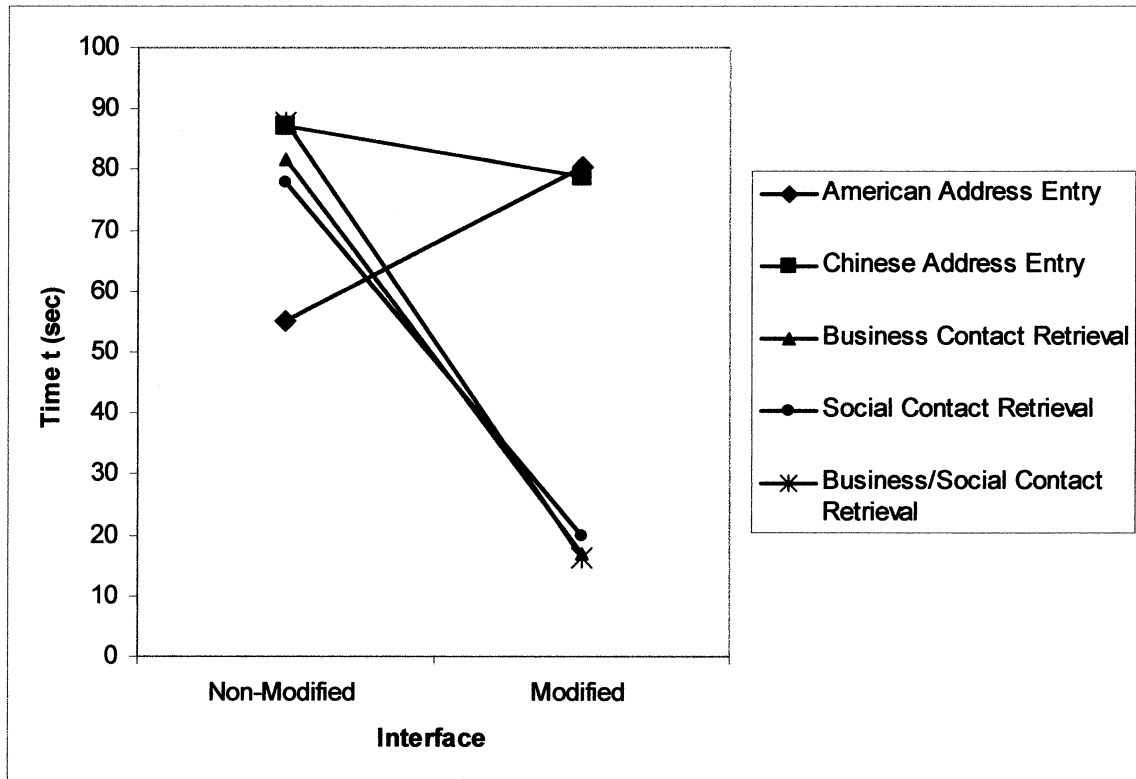 100
90
80
70
60
50
40
30
20
10
0
Time t (sec)
Non-Modified
Modified
Interface
American Address Entry
Chinese Address Entry
Business Contact Retrieval
Social Contact Retrieval
Business/Social Contact
Retrieval